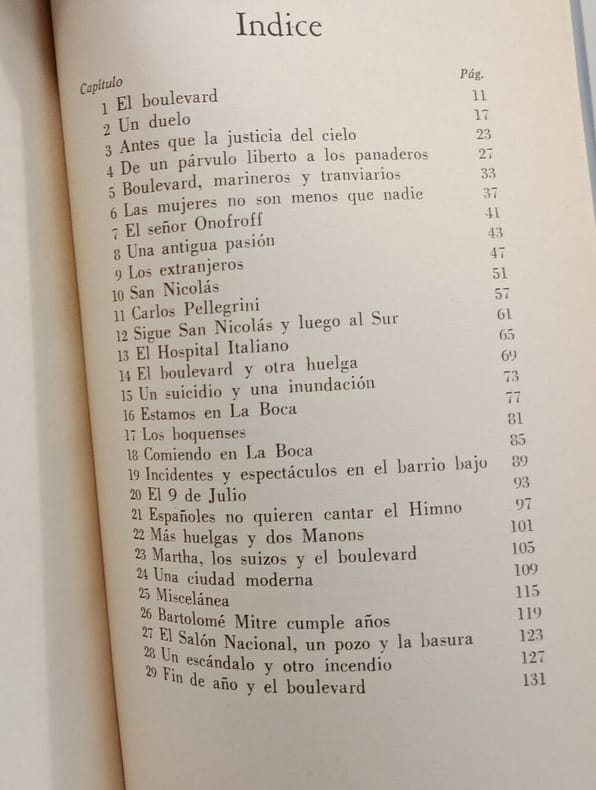 Indice
Capítulo Pág.
1 El boulevard 11
2 Un duelo 17
3 Antes que la justicia del cielo 23
4 De un párvulo liberto a los panaderos 27
5 Boulevard, marineros y tranviarios 33
6 Las mujeres no son menos que nadie 37
7 El señor Onofroff 41
8 Una antigua pasión 43
9 Los extranjeros 47
10 San Nicolás 51
11 Carlos Pellegrini 57
12 Sigue San Nicolás y luego al Sur 61
13 El Hospital Italiano 65
14 El boulevard y otra huelga 69
15 Un suicidio y una inundación 73
16 Estamos en La Boca 77
17 Los boquenses 81
18 Comiendo en La Boca 85
19 Incidentes y espectáculos en el barrio bajo 89
20 El 9 de Julio 93
21 Españoles no quieren cantar el Himno 97
22 Más huelgas y dos Manons 101
23 Martha, los suizos y el boulevard 105
24 Una ciudad moderna 109
25 Miscelánea 115
26 Bartolomé Mitre cumple años 119
27 El Salón Nacional, un pozo y la basura 123
28 Un escándalo y otro incendio 127
29 Fin de año y el boulevard 131